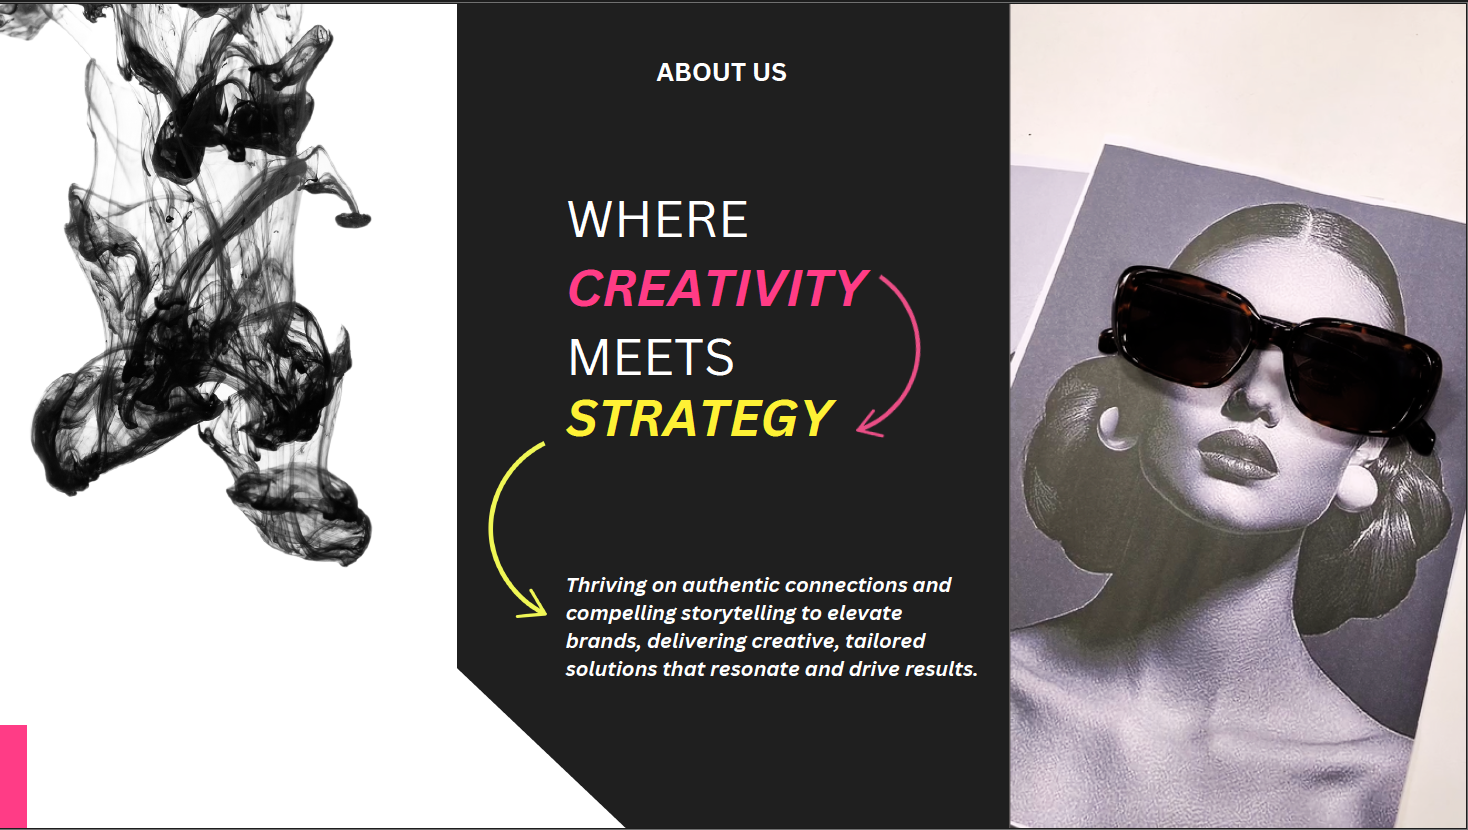 ABOUT US
WHERE
CREATIVITY
MEETS
STRATEGY
Thriving on authentic connections and
compelling storytelling to elevate
brands, delivering creative, tailored
solutions that resonate and drive results.